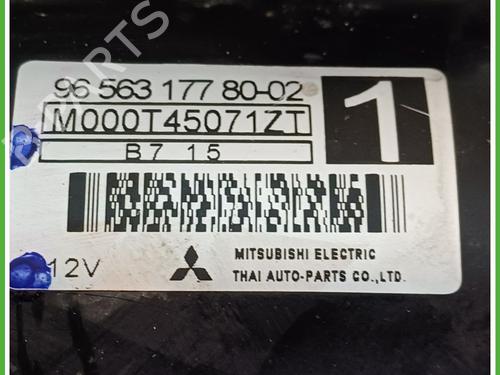 96 563 177 80-02
1
M000T45071ZT
B7 15
12V
MITSUBISHI ELECTRIC
THAI AUTO-PARTS CO.,LTD.